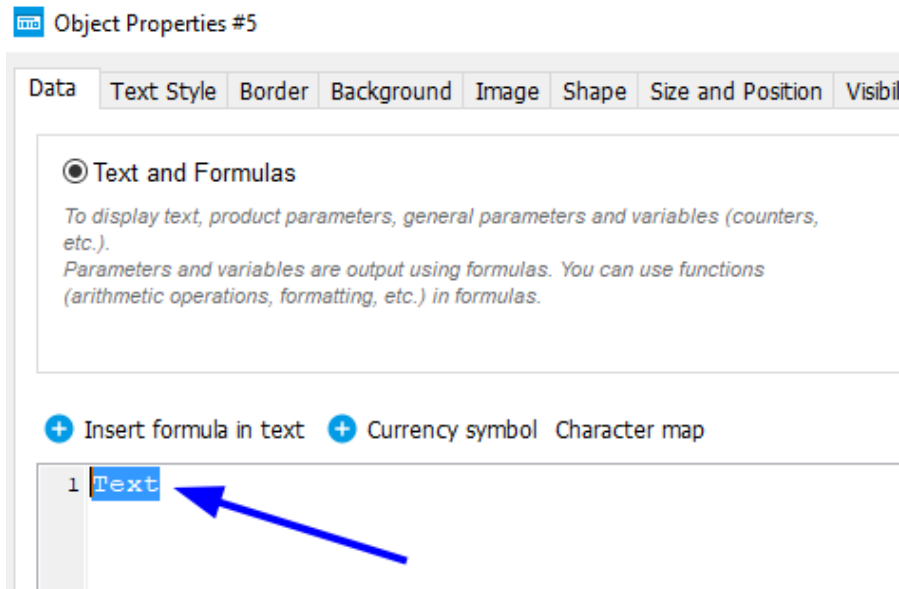 Object Properties #5
Data Text Style Border Background Image Shape Size and Position
Text and Formulas
To display text, product parameters, general parameters and variables (counters,
etc.).
Parameters and variables are output using formulas. You can use functions
(arithmetic operations, formatting, etc.) in formulas.
Insert formula in text Currency symbol Character map
1 Text